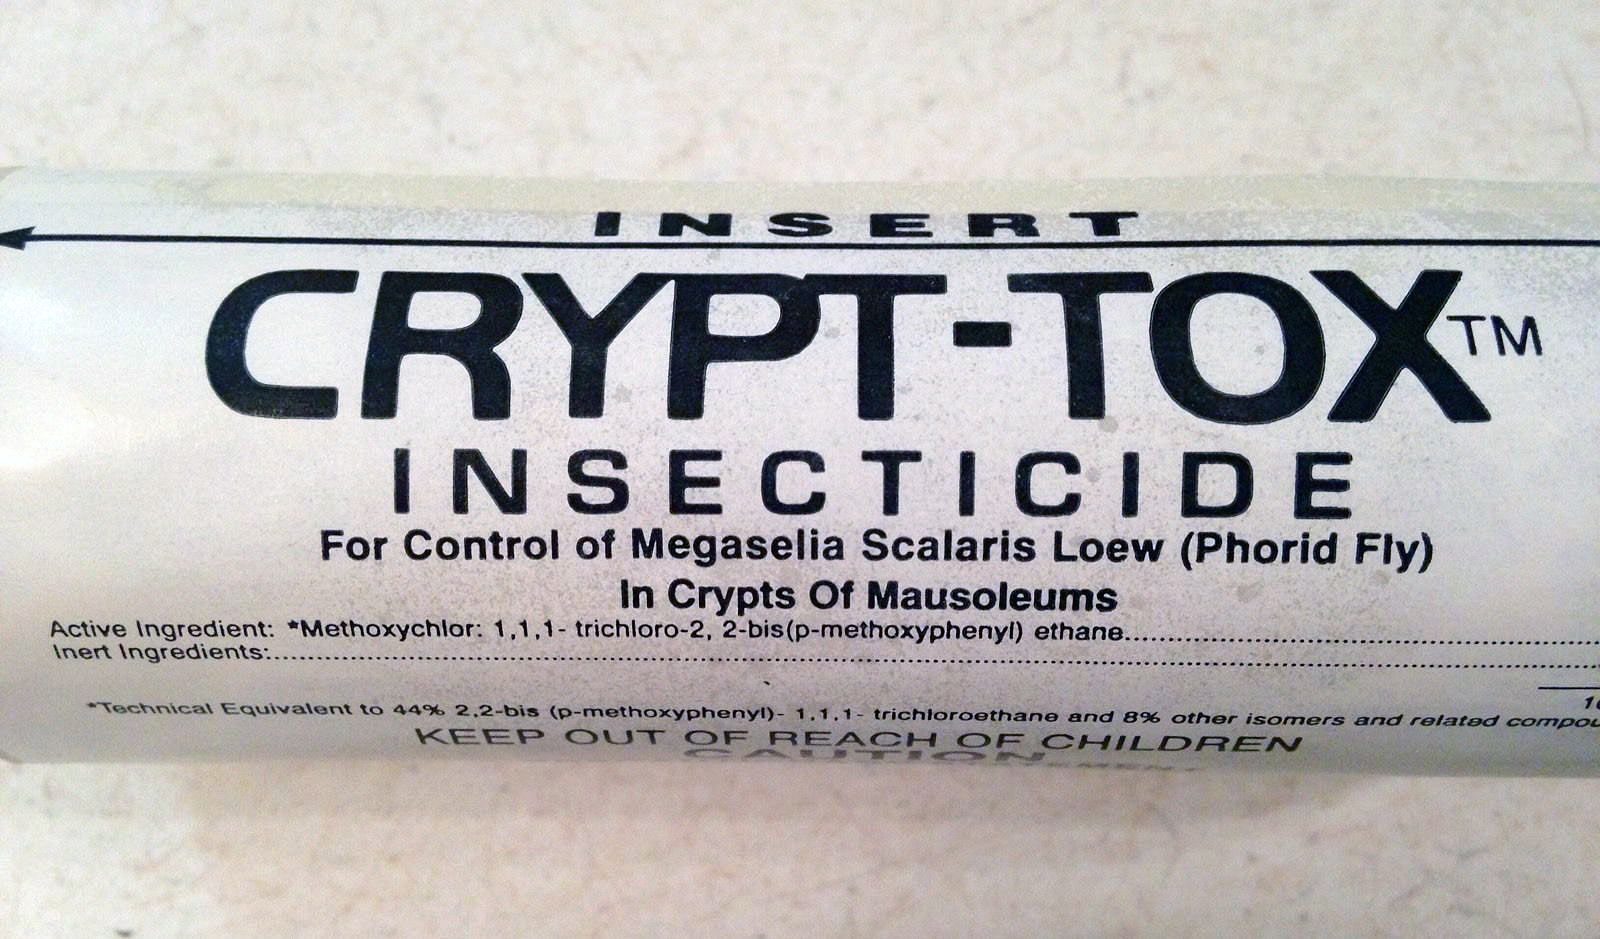 INSERT
CRYPT-TOX™
INSECTICIDE
For Control of Megaselia Scalaris Loew (Phorid Fly)
In Crypts Of Mausoleums
Active Ingredient: *Methoxychlor: 1,1,1- trichloro-2, 2-bis(p-methoxyphenyl) ethane..........
Inert Ingredients:..........
*Technical Equivalent to 44% 2,2-bis (p-methoxyphenyl)- 1,1,1- trichloroethane and 8% other isomers and related compou
KEEP OUT OF REACH OF CHILDREN
CAUTION